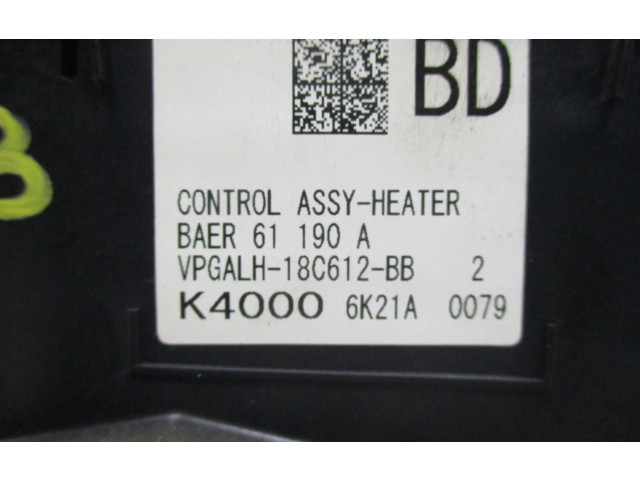 BD
CONTROL ASSY-HEATER
BAER 61 190 A
VPGALH-18C612-BB 2
K4000 6K21A 0079